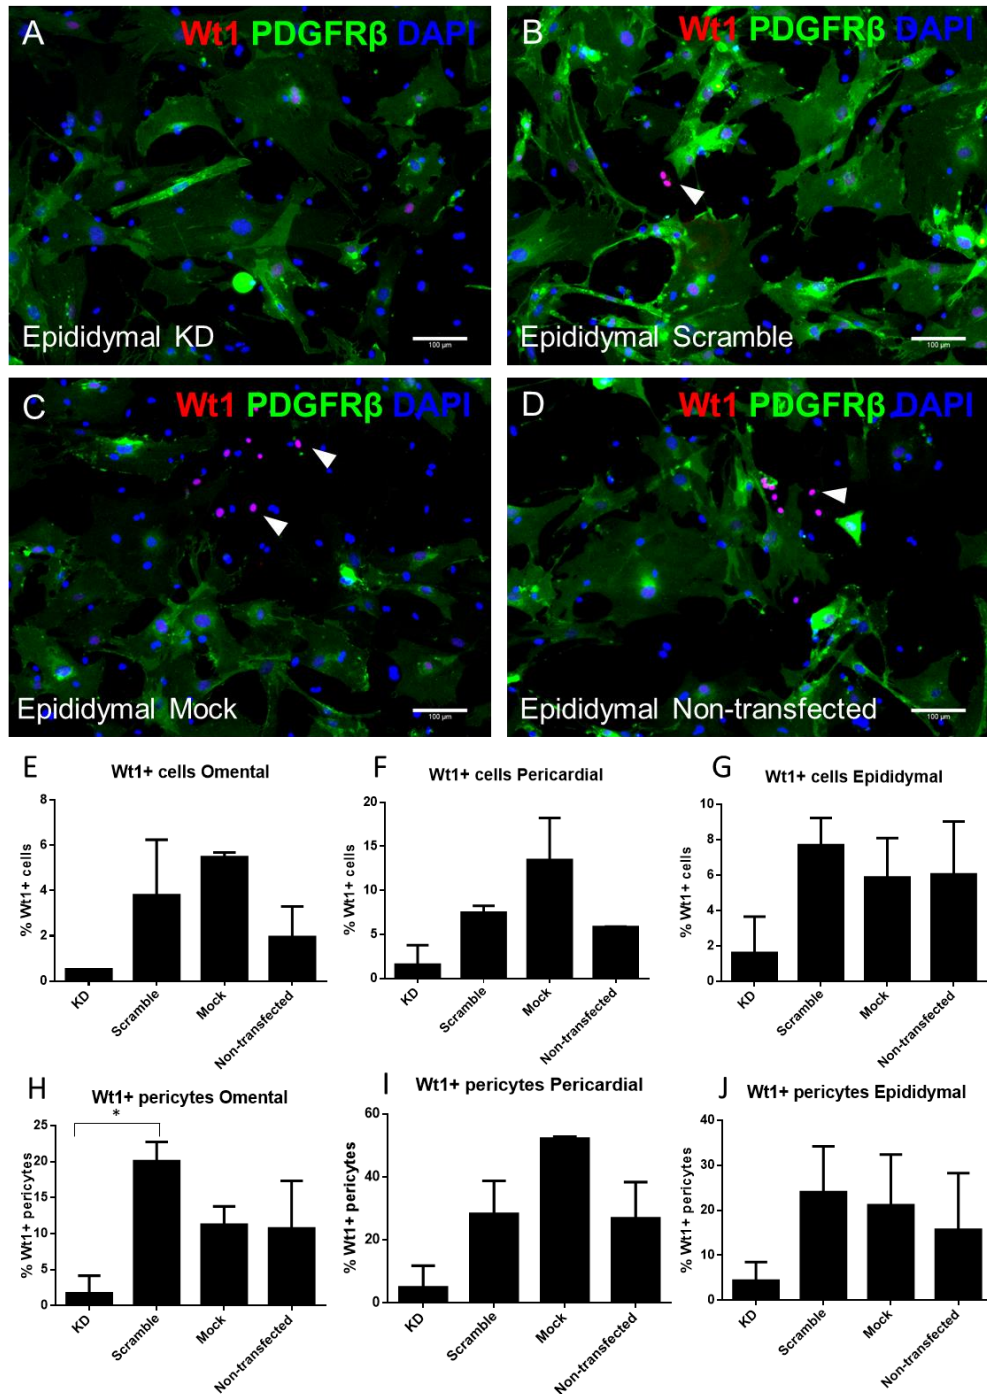 A
Wt1 PDGFRβ DAPI
Epididymal KD
100 µm
B
Wt1 PDGFRβ DAPI
Epididymal Scramble
100 µm
C
Wt1 PDGFRβ DAPI
Epididymal Mock
100 µm
D
Wt1 PDGFRβ DAPI
Epididymal Non-transfected
100 µm
E
Wt1+ cells Omental
% Wt1+ cells
8
6
4
2
0
KD
Scramble
Mock
Non-transfected
F
Wt1+ cells Pericardial
% Wt1+ cells
20
15
10
5
0
KD
Scramble
Mock
Non-transfected
G
Wt1+ cells Epididymal
% Wt1+ cells
10
8
6
4
2
0
KD
Scramble
Mock
Non-transfected
H
Wt1+ pericytes Omental
*
% Wt1+ pericytes
25
20
15
10
5
0
KD
Scramble
Mock
Non-transfected
I
Wt1+ pericytes Pericardial
% Wt1+ pericytes
60
40
20
0
KD
Scramble
Mock
Non-transfected
J
Wt1+ pericytes Epididymal
% Wt1+ pericytes
40
30
20
10
0
KD
Scramble
Mock
Non-transfected